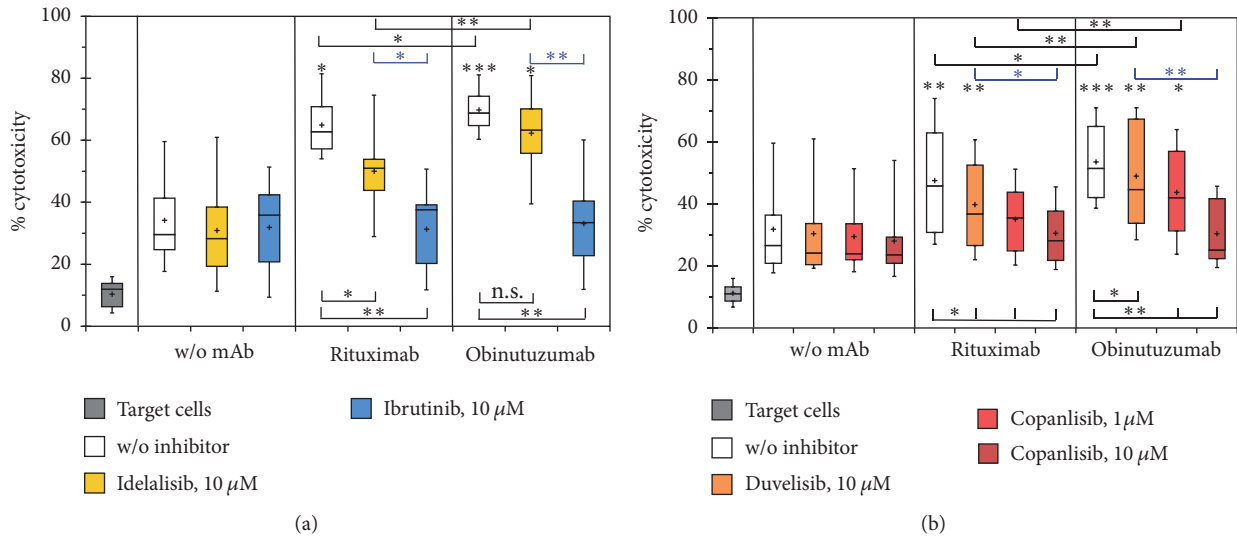 (a)
% cytotoxicity
100
80
60
40
20
0
**
*
*
*
***
*
**
*
**
n.s.
**
w/o mAb
Rituximab
Obinutuzumab
Target cells
w/o inhibitor
Idelalisib, 10 μM
Ibrutinib, 10 μM
(b)
% cytotoxicity
100
80
60
40
20
0
**
**
*
*
**
**
**
***
**
*
*
*
**
w/o mAb
Rituximab
Obinutuzumab
Target cells
w/o inhibitor
Duvelisib, 10 μM
Copanlisib, 1μM
Copanlisib, 10 μM